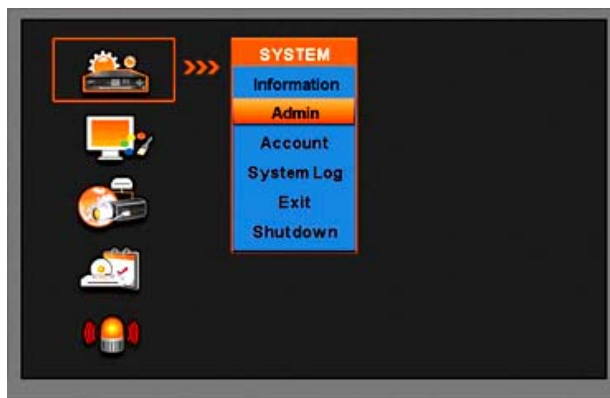 SYSTEM
Information
Admin
Account
System Log
Exit
Shutdown